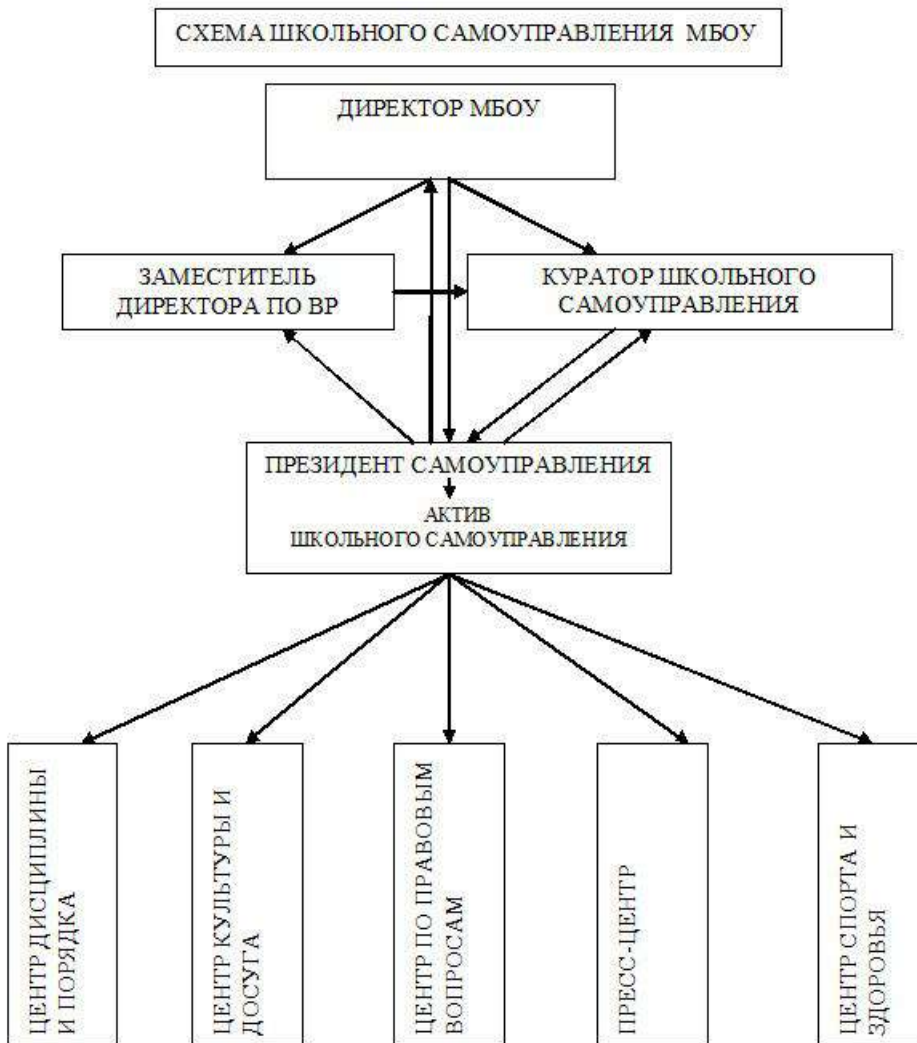 СХЕМА ШКОЛЬНОГО САМОУПРАВЛЕНИЯ МБОУ
ДИРЕКТОР МБОУ
ЗАМЕСТИТЕЛЬ
ДИРЕКТОРА ПО ВР
КУРАТОР ШКОЛЬНОГО
САМОУПРАВЛЕНИЯ
ПРЕЗИДЕНТ САМОУПРАВЛЕНИЯ
АКТИВ
ШКОЛЬНОГО САМОУПРАВЛЕНИЯ
ЦЕНТР ДИСЦИПЛИНЫ
И ПОРЯДКА
ЦЕНТР КУЛЬТУРЫ И
ДОСУГА
ЦЕНТР ПО ПРАВОВЫМ
ВОПРОСАМ
ПРЕСС-ЦЕНТР
ЦЕНТР СПОРТА И
ЗДОРОВЬЯ